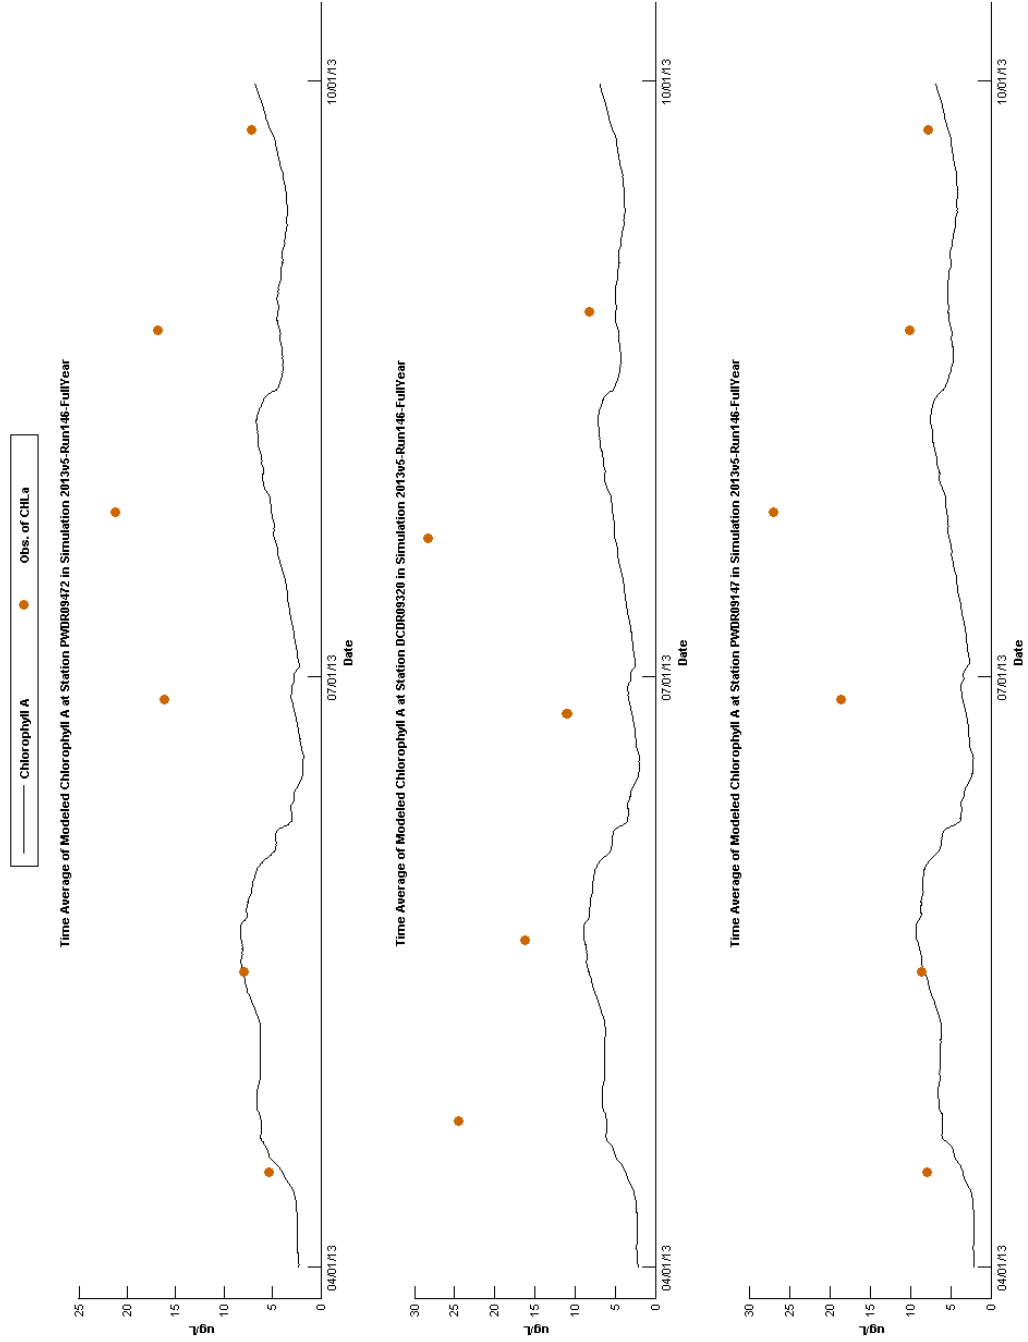 Chlorophyll A
Obs. of CHLa
Time Average of Modeled Chlorophyll A at Station PWDR09472 in Simulation 2013v5-Run146-FullYear
ug/L
25
20
15
10
5
0
04/01/13
07/01/13
10/01/13
Date
Time Average of Modeled Chlorophyll A at Station DCDR09320 in Simulation 2013v5-Run146-FullYear
ug/L
30
25
20
15
10
5
0
04/01/13
07/01/13
10/01/13
Date
Time Average of Modeled Chlorophyll A at Station PWDR09147 in Simulation 2013v5-Run146-FullYear
ug/L
30
25
20
15
10
5
0
04/01/13
07/01/13
10/01/13
Date